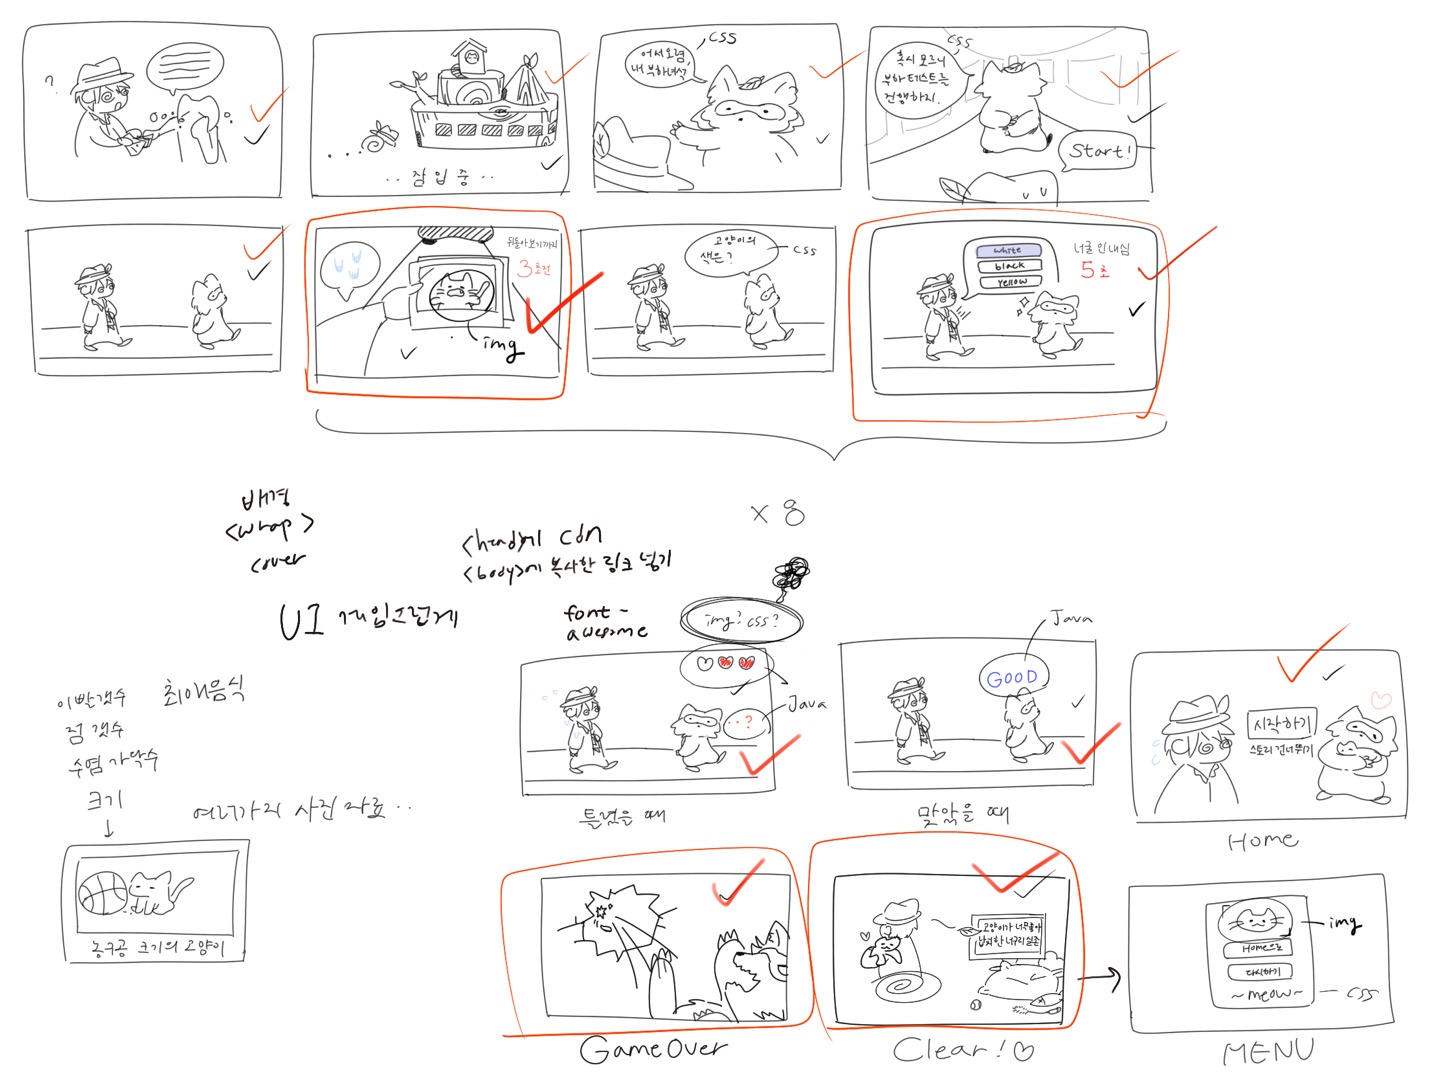 ?
..잠입중..
css
어서오렴,
내 부하녀석
css
혹시 모르니
부하 테스트를
진행하지.
Start!
뒤돌아보기까지
3초전
img
고양이의
색은?
css
white
black
yellow
너굴 인내심
5초
x 8
배경
<wrap>
cover
<head>에 cdn
<body>에 복사한 링크 넣기
UI 게임스럽게
font-
awesome
img? css?
Java
..?
틀렸을 때
Java
GOOD
맞았을 때
시작하기
스토리 건너뛰기
Home
이빨갯수
최애음식
점 갯수
수염 가닥수
크기
여러가지 사진 자료..
농구공 크기의 고양이
GameOver
고양이가 너무좋아
납치한 너구리
Clear!♡
img
Home으로
다시하기
~meow~
css
MENU